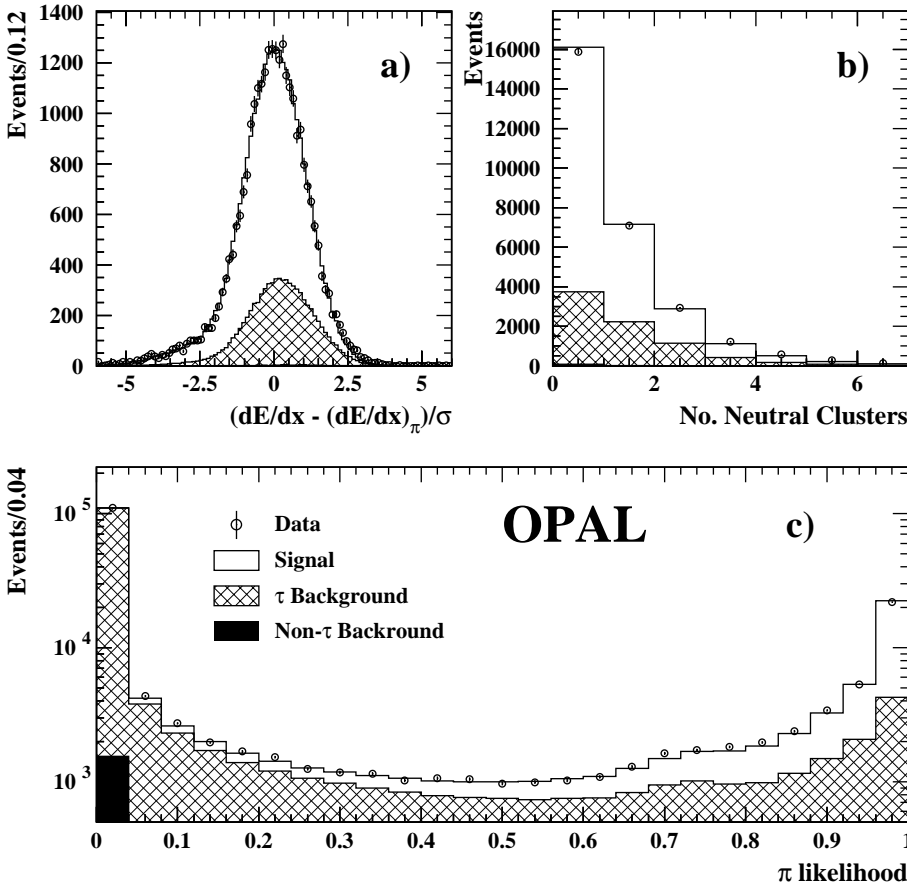 Events/0.12
1400
1200
1000
800
600
400
200
0
-5
-2.5
0
2.5
5
(dE/dx - (dE/dx)π)/σ
a)
Events
16000
14000
12000
10000
8000
6000
4000
2000
0
0
2
4
6
No. Neutral Clusters
b)
Events/0.04
10^5
10^4
10^3
OPAL
c)
Data
Signal
τ Background
Non-τ Backround
0
0.1
0.2
0.3
0.4
0.5
0.6
0.7
0.8
0.9
1
π likelihood